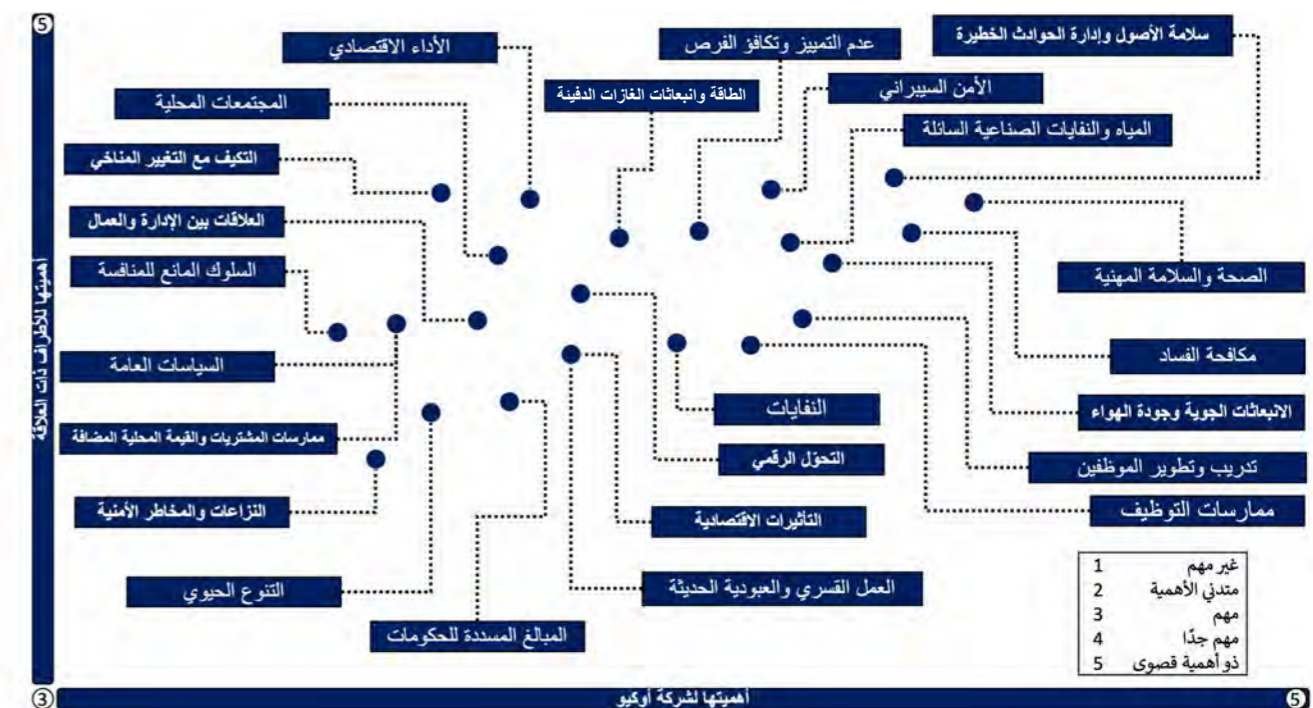 5
سلامة الأصول وإدارة الحوادث الخطيرة
عدم التمييز وتكافؤ الفرص
الأداء الاقتصادي
الأمن السيبراني
الطاقة وانبعاثات الغازات الدفينة
المجتمعات المحلية
المياه والنفايات الصناعية السائلة
التكيف مع التغيير المناخي
العلاقات بين الإدارة والعمال
السلوك المانع للمنافسة
الصحة والسلامة المهنية
أهميتها للأطراف ذات العلاقة
مكافحة الفساد
السياسات العامة
الانبعاثات الجوية وجودة الهواء
النفايات
ممارسات المشتريات والقيمة المحلية المضافة
تدريب وتطوير الموظفين
التحوّل الرقمي
ممارسات التوظيف
التأثيرات الاقتصادية
النزاعات والمخاطر الأمنية
العمل القسري والعبودية الحديثة
التنوع الحيوي
المبالغ المسددة للحكومات
غير مهم 1
متدني الأهمية 2
مهم 3
مهم جدًا 4
ذو أهمية قصوى 5
3
أهميتها لشركة أوكيو
5